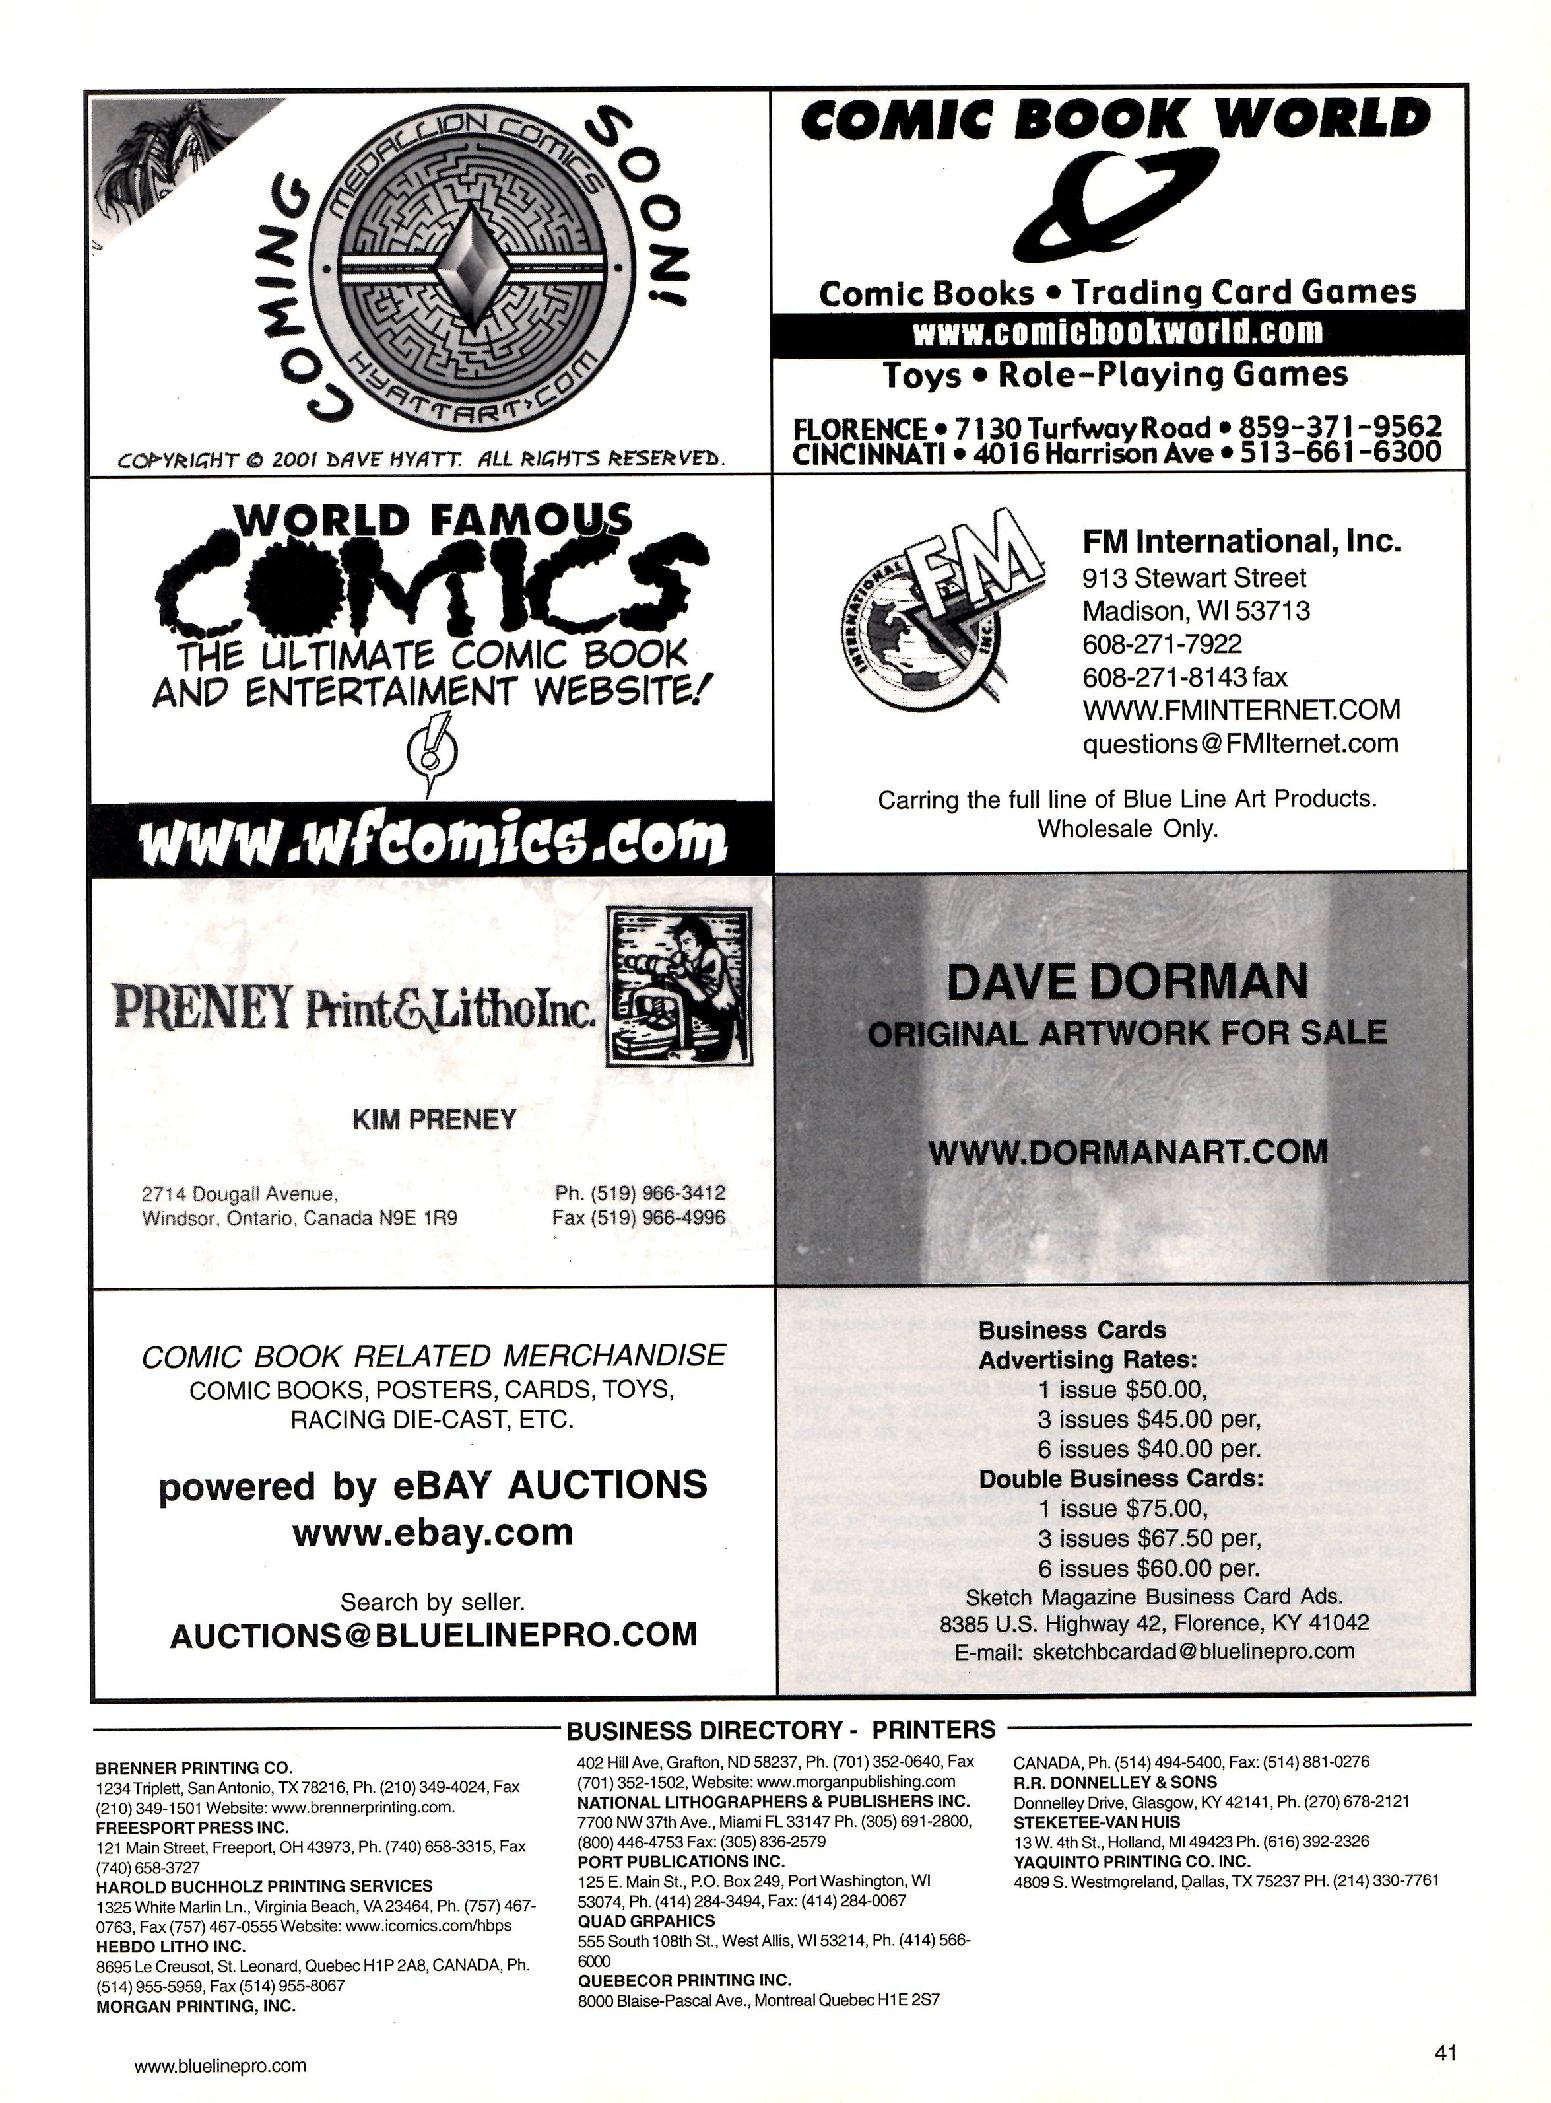 COMING SOON!
MEDALLION COMICS
HYATTART.COM
COPYRIGHT © 2001 DAVE HYATT. ALL RIGHTS RESERVED.
COMIC BOOK WORLD
Comic Books • Trading Card Games
www.comicbookworld.com
Toys • Role-Playing Games
FLORENCE • 7130 Turfway Road • 859-371-9562
CINCINNATI • 4016 Harrison Ave • 513-661-6300
WORLD FAMOUS
COMICS
THE ULTIMATE COMIC BOOK
AND ENTERTAIMENT WEBSITE!
www.wfcomics.com
INTERNATIONAL
FM
INC.
FM International, Inc.
913 Stewart Street
Madison, WI 53713
608-271-7922
608-271-8143 fax
WWW.FMINTERNET.COM
questions@FMIternet.com
Carring the full line of Blue Line Art Products.
Wholesale Only.
PRENEY Print & Litho Inc.
KIM PRENEY
2714 Dougall Avenue,
Windsor, Ontario, Canada N9E 1R9
Ph. (519) 966-3412
Fax (519) 966-4996
DAVE DORMAN
ORIGINAL ARTWORK FOR SALE
WWW.DORMANART.COM
COMIC BOOK RELATED MERCHANDISE
COMIC BOOKS, POSTERS, CARDS, TOYS,
RACING DIE-CAST, ETC.
powered by eBAY AUCTIONS
www.ebay.com
Search by seller.
AUCTIONS@BLUELINEPRO.COM
Business Cards
Advertising Rates:
1 issue $50.00,
3 issues $45.00 per,
6 issues $40.00 per.
Double Business Cards:
1 issue $75.00,
3 issues $67.50 per,
6 issues $60.00 per.
Sketch Magazine Business Card Ads.
8385 U.S. Highway 42, Florence, KY 41042
E-mail: sketchbcardad@bluelinepro.com
BUSINESS DIRECTORY - PRINTERS
BRENNER PRINTING CO.
1234 Triplett, San Antonio, TX 78216, Ph. (210) 349-4024, Fax
(210) 349-1501 Website: www.brennerprinting.com.
FREESPORT PRESS INC.
121 Main Street, Freeport, OH 43973, Ph. (740) 658-3315, Fax
(740) 658-3727
HAROLD BUCHHOLZ PRINTING SERVICES
1325 White Marlin Ln., Virginia Beach, VA 23464, Ph. (757) 467-
0763, Fax (757) 467-0555 Website: www.icomics.com/hbps
HEBDO LITHO INC.
8695 Le Creusot, St. Leonard, Quebec H1P 2A8, CANADA, Ph.
(514) 955-5959, Fax (514) 955-8067
MORGAN PRINTING, INC.
402 Hill Ave, Grafton, ND 58237, Ph. (701) 352-0640, Fax
(701) 352-1502, Website: www.morganpublishing.com
NATIONAL LITHOGRAPHERS & PUBLISHERS INC.
7700 NW 37th Ave., Miami FL 33147 Ph. (305) 691-2800,
(800) 446-4753 Fax: (305) 836-2579
PORT PUBLICATIONS INC.
125 E. Main St., P.O. Box 249, Port Washington, WI
53074, Ph. (414) 284-3494, Fax: (414) 284-0067
QUAD GRPAHICS
555 South 108th St., West Allis, WI 53214, Ph. (414) 566-
6000
QUEBECOR PRINTING INC.
8000 Blaise-Pascal Ave., Montreal Quebec H1E 2S7
CANADA, Ph. (514) 494-5400, Fax: (514) 881-0276
R.R. DONNELLEY & SONS
Donnelley Drive, Glasgow, KY 42141, Ph. (270) 678-2121
STEKETEE-VAN HUIS
13 W. 4th St., Holland, MI 49423 Ph. (616) 392-2326
YAQUINTO PRINTING CO. INC.
4809 S. Westmoreland, Dallas, TX 75237 PH. (214) 330-7761
www.bluelinepro.com
41